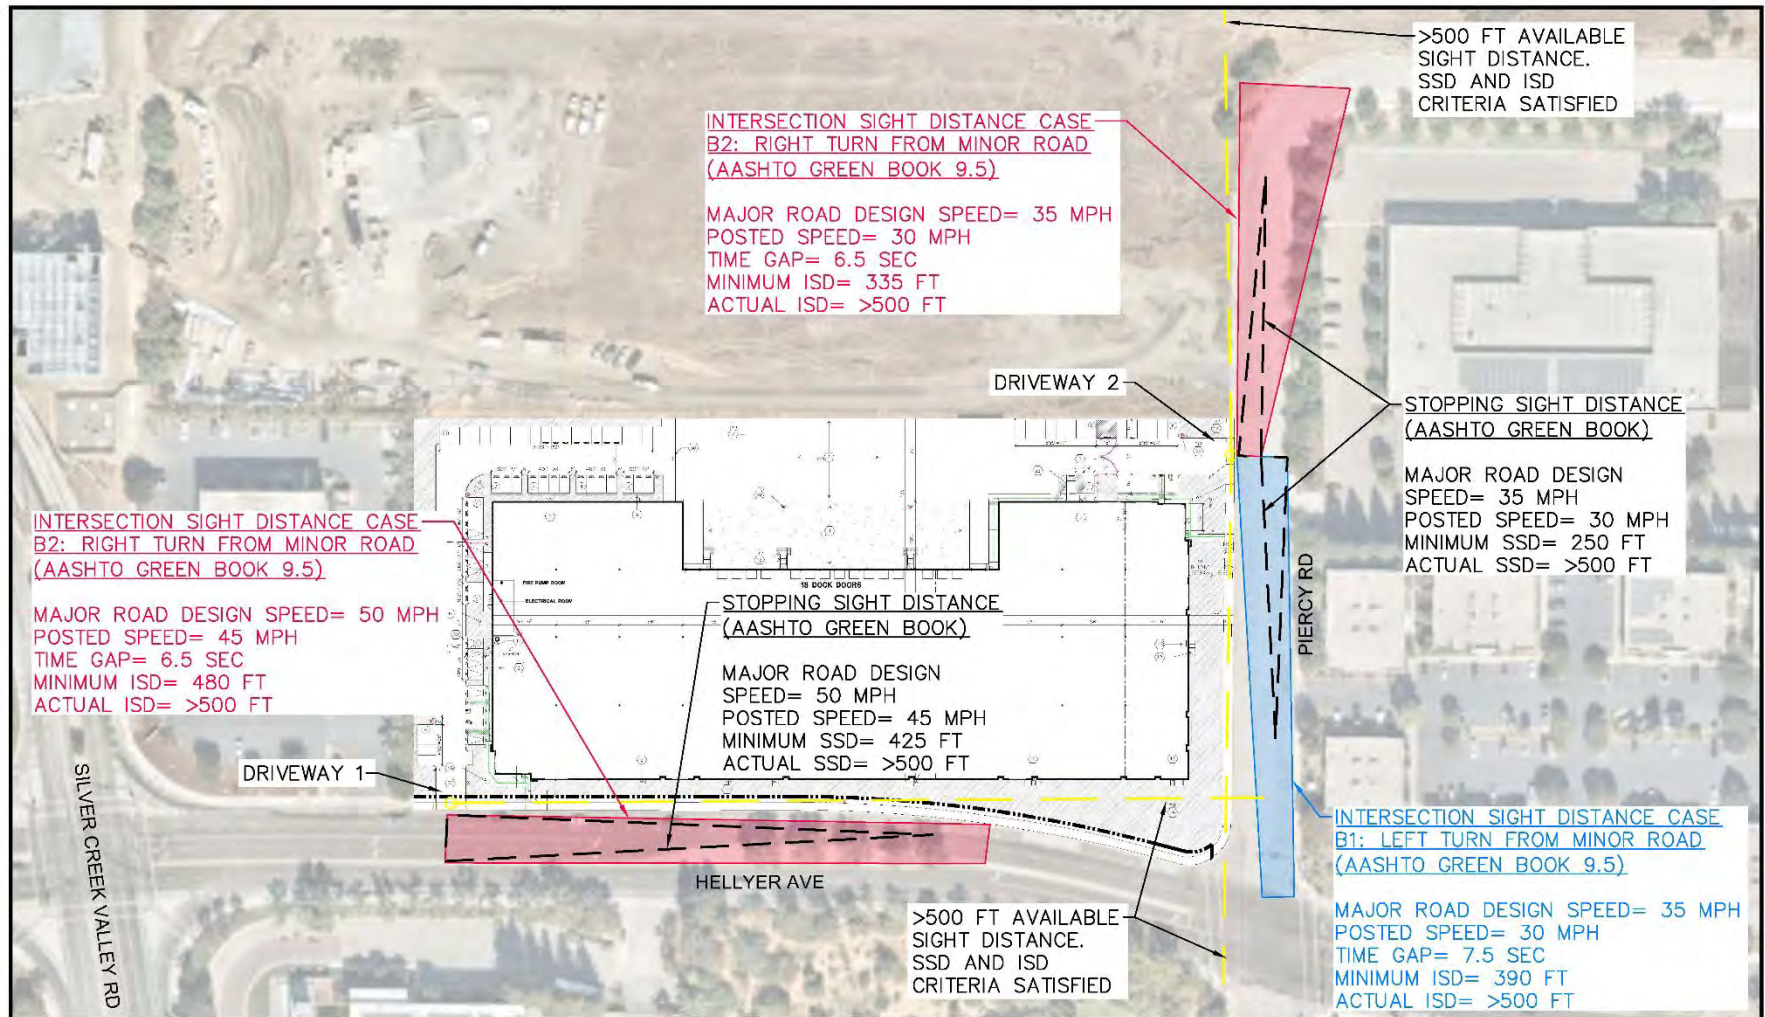 >500 FT AVAILABLE
SIGHT DISTANCE.
SSD AND ISD
CRITERIA SATISFIED
INTERSECTION SIGHT DISTANCE CASE
B2: RIGHT TURN FROM MINOR ROAD
(AASHTO GREEN BOOK 9.5)
MAJOR ROAD DESIGN SPEED= 35 MPH
POSTED SPEED= 30 MPH
TIME GAP= 6.5 SEC
MINIMUM ISD= 335 FT
ACTUAL ISD= >500 FT
DRIVEWAY 2
STOPPING SIGHT DISTANCE
(AASHTO GREEN BOOK)
MAJOR ROAD DESIGN
SPEED= 35 MPH
POSTED SPEED= 30 MPH
MINIMUM SSD= 250 FT
ACTUAL SSD= >500 FT
INTERSECTION SIGHT DISTANCE CASE
B2: RIGHT TURN FROM MINOR ROAD
(AASHTO GREEN BOOK 9.5)
MAJOR ROAD DESIGN SPEED= 50 MPH
POSTED SPEED= 45 MPH
TIME GAP= 6.5 SEC
MINIMUM ISD= 480 FT
ACTUAL ISD= >500 FT
FIRE PUMP ROOM
ELECTRICAL ROOM
18 DOCK DOORS
STOPPING SIGHT DISTANCE
(AASHTO GREEN BOOK)
MAJOR ROAD DESIGN
SPEED= 50 MPH
POSTED SPEED= 45 MPH
MINIMUM SSD= 425 FT
ACTUAL SSD= >500 FT
PIERCY RD
DRIVEWAY 1
SILVER CREEK VALLEY RD
HELLYER AVE
>500 FT AVAILABLE
SIGHT DISTANCE.
SSD AND ISD
CRITERIA SATISFIED
INTERSECTION SIGHT DISTANCE CASE
B1: LEFT TURN FROM MINOR ROAD
(AASHTO GREEN BOOK 9.5)
MAJOR ROAD DESIGN SPEED= 35 MPH
POSTED SPEED= 30 MPH
TIME GAP= 7.5 SEC
MINIMUM ISD= 390 FT
ACTUAL ISD= >500 FT